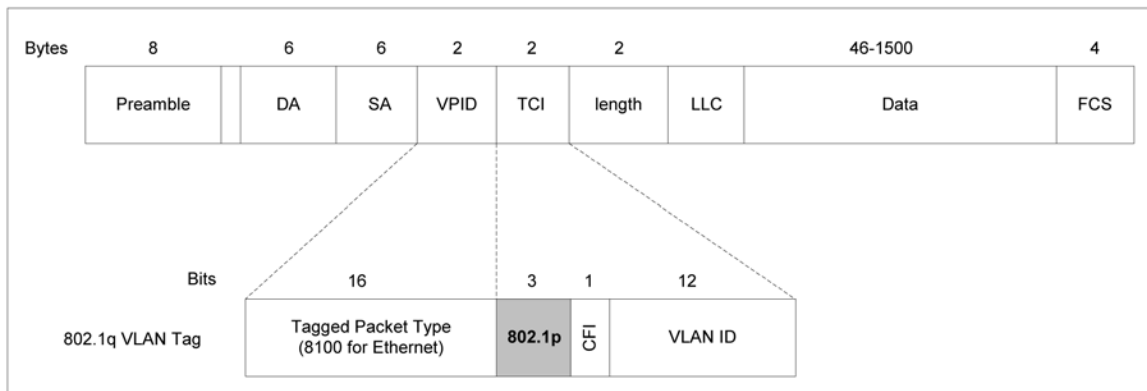 Bytes 8 6 6 2 2 2 46-1500 4
Preamble DA SA VPID TCI length LLC Data FCS
Bits 16 3 1 12
802.1q VLAN Tag
Tagged Packet Type
(8100 for Ethernet)
802.1p
CFI
VLAN ID